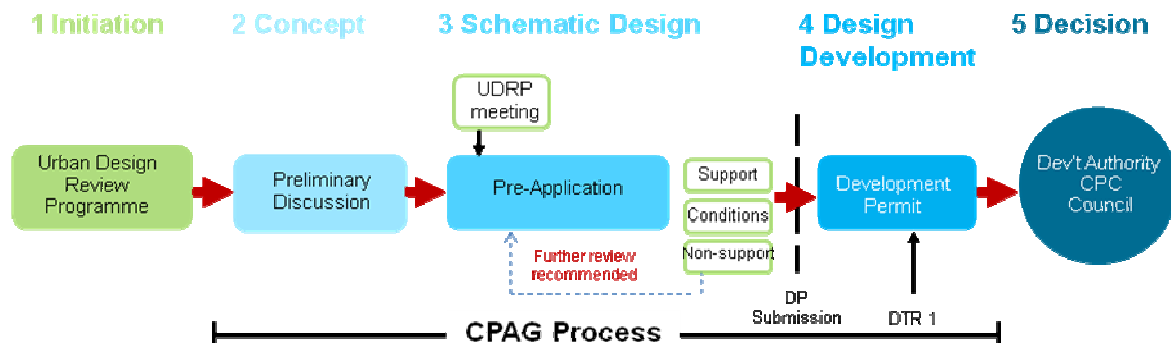 1 Initiation
2 Concept
3 Schematic Design
4 Design
Development
5 Decision
UDRP
meeting
Urban Design
Review
Programme
Preliminary
Discussion
Pre-Application
Support
Conditions
Non-support
Development
Permit
Dev't Authority
CPC
Council
Further review
recommended
DP
Submission
DTR 1
CPAG Process